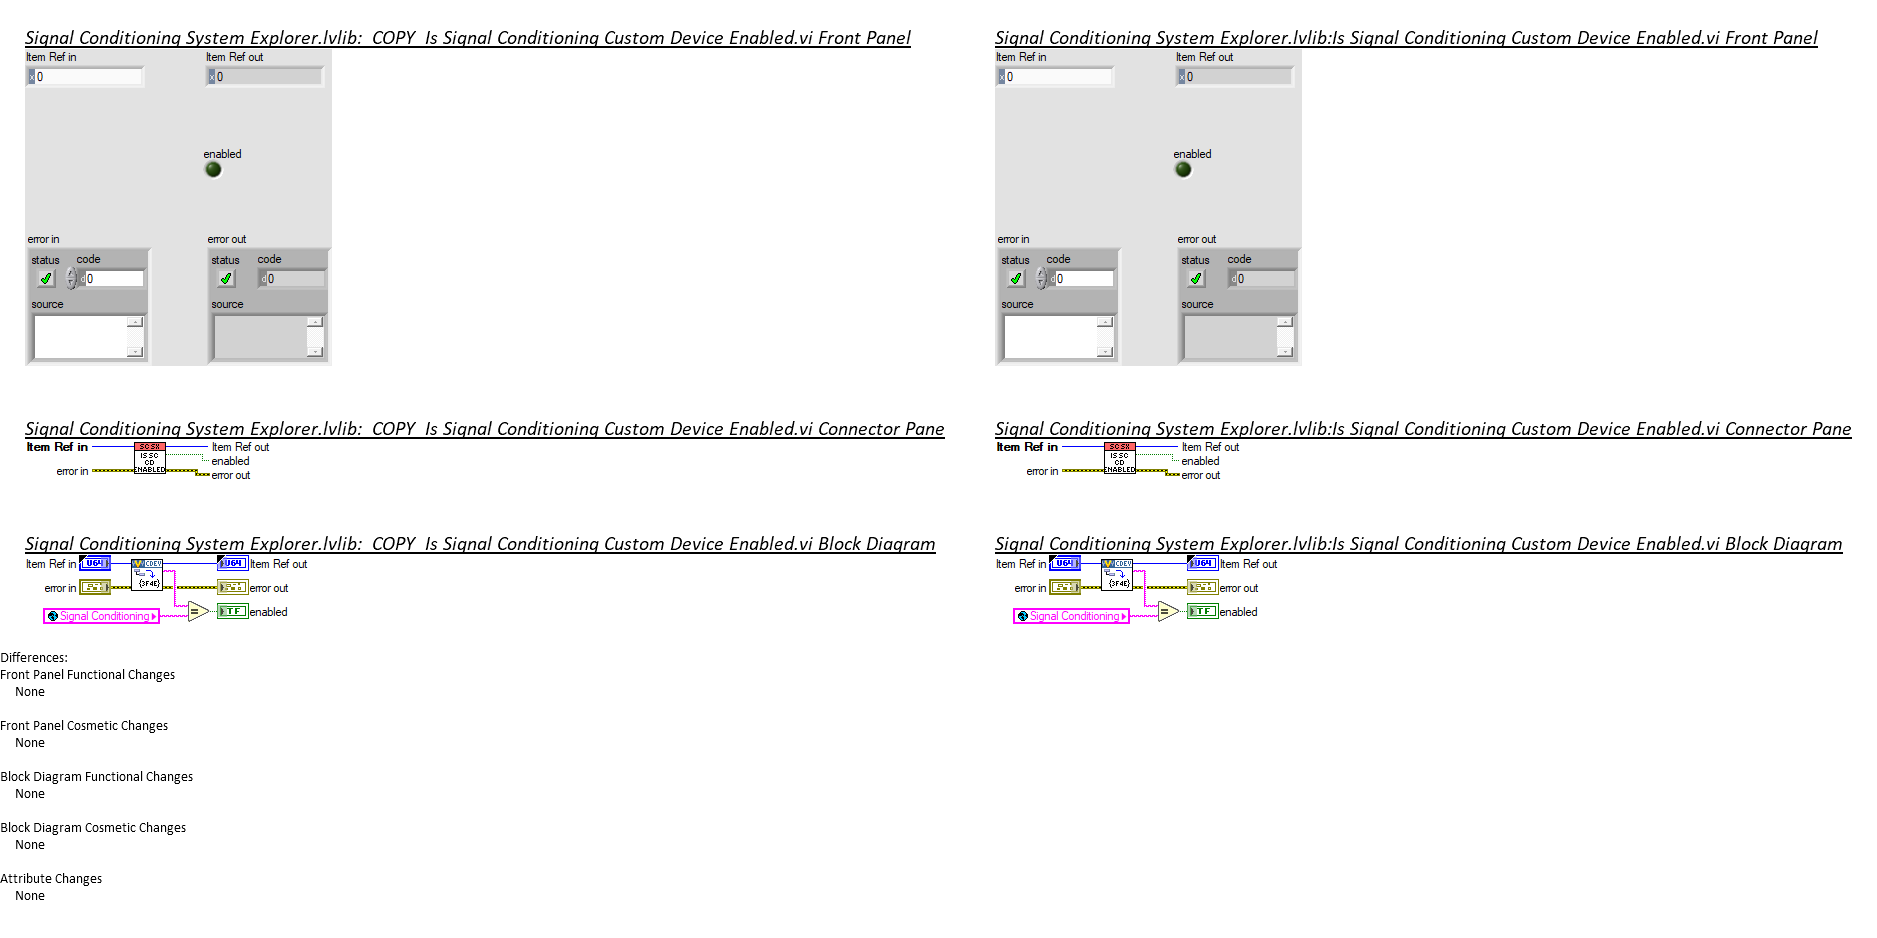 Signal Conditioning System Explorer.lvlib:  COPY  Is Signal Conditioning Custom Device Enabled.vi Front Panel
Item Ref in
Item Ref out
x 0
x 0
enabled
error in
error out
status code
status code
d 0
d 0
source
source
Signal Conditioning System Explorer.lvlib:  COPY  Is Signal Conditioning Custom Device Enabled.vi Connector Pane
Item Ref in
SC SX
IS SC
CD
ENABLED
Item Ref out
enabled
error in
error out
Signal Conditioning System Explorer.lvlib:  COPY  Is Signal Conditioning Custom Device Enabled.vi Block Diagram
Item Ref in
U64
CDEV
{3F4E}
U64
Item Ref out
error in
error out
Signal Conditioning
=
TF
enabled
Signal Conditioning System Explorer.lvlib:Is Signal Conditioning Custom Device Enabled.vi Front Panel
Item Ref in
Item Ref out
x 0
x 0
enabled
error in
error out
status code
status code
d 0
d 0
source
source
Signal Conditioning System Explorer.lvlib:Is Signal Conditioning Custom Device Enabled.vi Connector Pane
Item Ref in
SC SX
IS SC
CD
ENABLED
Item Ref out
enabled
error in
error out
Signal Conditioning System Explorer.lvlib:Is Signal Conditioning Custom Device Enabled.vi Block Diagram
Item Ref in
U64
CDEV
{3F4E}
U64
Item Ref out
error in
error out
Signal Conditioning
=
TF
enabled
Differences:
Front Panel Functional Changes
None
Front Panel Cosmetic Changes
None
Block Diagram Functional Changes
None
Block Diagram Cosmetic Changes
None
Attribute Changes
None